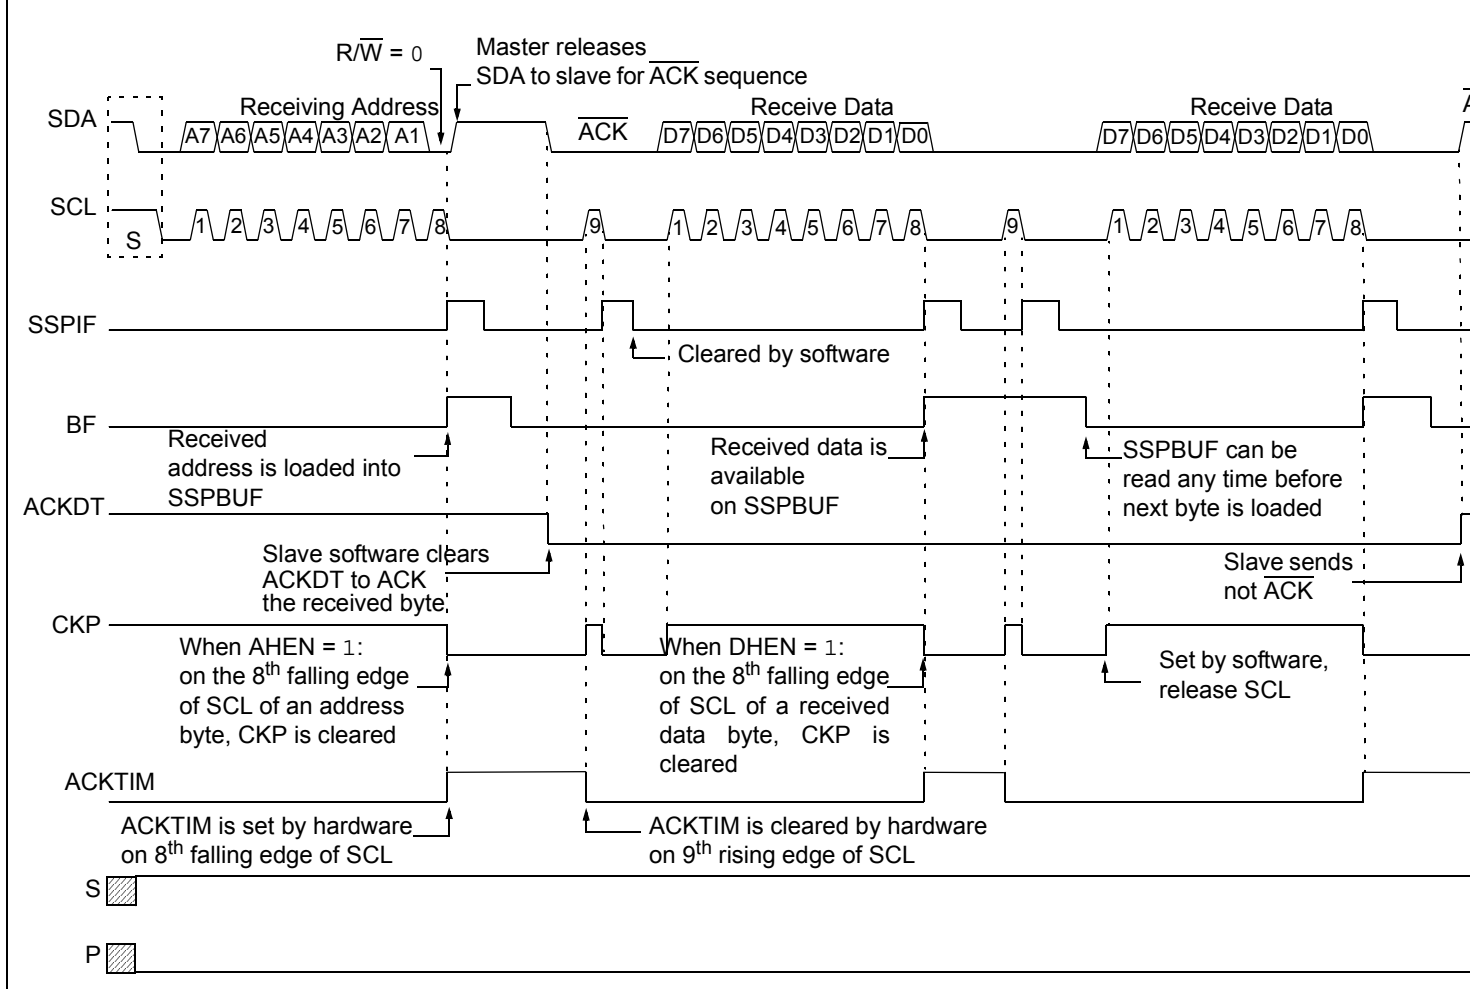 R/W = 0
Master releases
SDA to slave for ACK sequence
Receiving Address
Receive Data
Receive Data
SDA
A7 A6 A5 A4 A3 A2 A1
ACK
D7 D6 D5 D4 D3 D2 D1 D0
D7 D6 D5 D4 D3 D2 D1 D0
A
SCL
S
1 2 3 4 5 6 7 8
9
1 2 3 4 5 6 7 8
9
1 2 3 4 5 6 7 8
SSPIF
Cleared by software
BF
Received
address is loaded into
SSPBUF
Received data is
available
on SSPBUF
SSPBUF can be
read any time before
next byte is loaded
ACKDT
Slave software clears
ACKDT to ACK
the received byte
Slave sends
not ACK
CKP
When AHEN = 1:
on the 8th falling edge
of SCL of an address
byte, CKP is cleared
When DHEN = 1:
on the 8th falling edge
of SCL of a received
data byte, CKP is
cleared
Set by software,
release SCL
ACKTIM
ACKTIM is set by hardware
on 8th falling edge of SCL
ACKTIM is cleared by hardware
on 9th rising edge of SCL
S
P